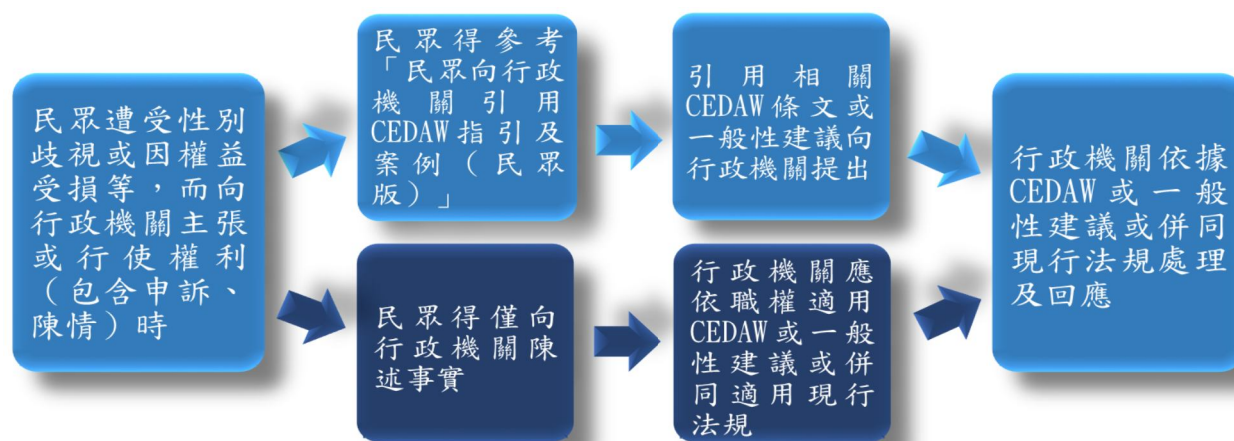 民眾遭受性別
歧視或因權益
受損等，而向
行政機關主張
或行使權利
（包含申訴、
陳情）時
民眾得參考
「民眾向行政
機關引用
CEDAW指引及
案例（民眾
版）」
引用相關
CEDAW條文或
一般性建議向
行政機關提出
民眾得僅向
行政機關陳
述事實
行政機關應
依職權適用
CEDAW或一般
性建議或併
同適用現行
法規
行政機關依據
CEDAW或一般
性建議或併同
現行法規處理
及回應